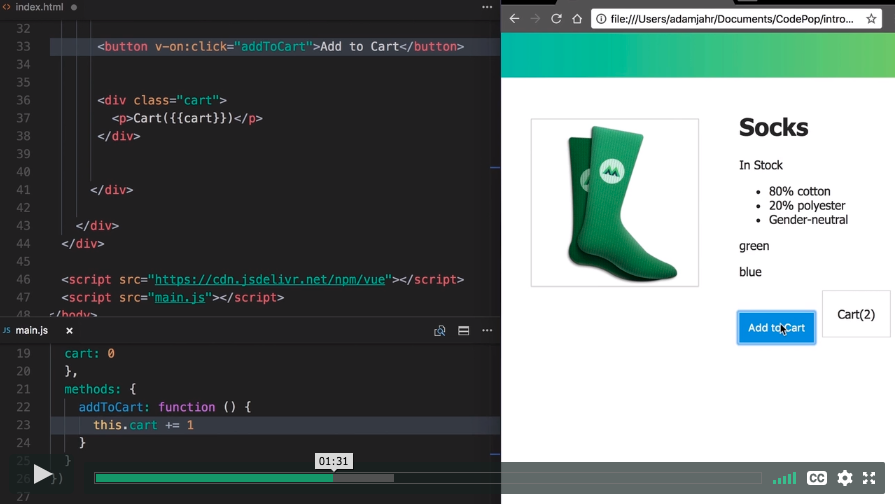 <> index.html ● ···
32
33 <button v-on:click="addToCart">Add to Cart</button>
34
35
36 <div class="cart">
37 <p>Cart({{cart}})</p>
38 </div>
39
40
41 </div>
42
43 </div>
44 </div>
45
46 <script src="https://cdn.jsdelivr.net/npm/vue"></script>
47 <script src="main.js"></script>
48 </body>
JS main.js × ···
19 cart: 0
20 },
21 methods: {
22 addToCart: function () {
23 this.cart += 1
24 }
25 }
26 })
27
01:31
CC
file:///Users/adamjahr/Documents/CodePop/intro...
Socks
In Stock
• 80% cotton
• 20% polyester
• Gender-neutral
green
blue
Cart(2)
Add to Cart